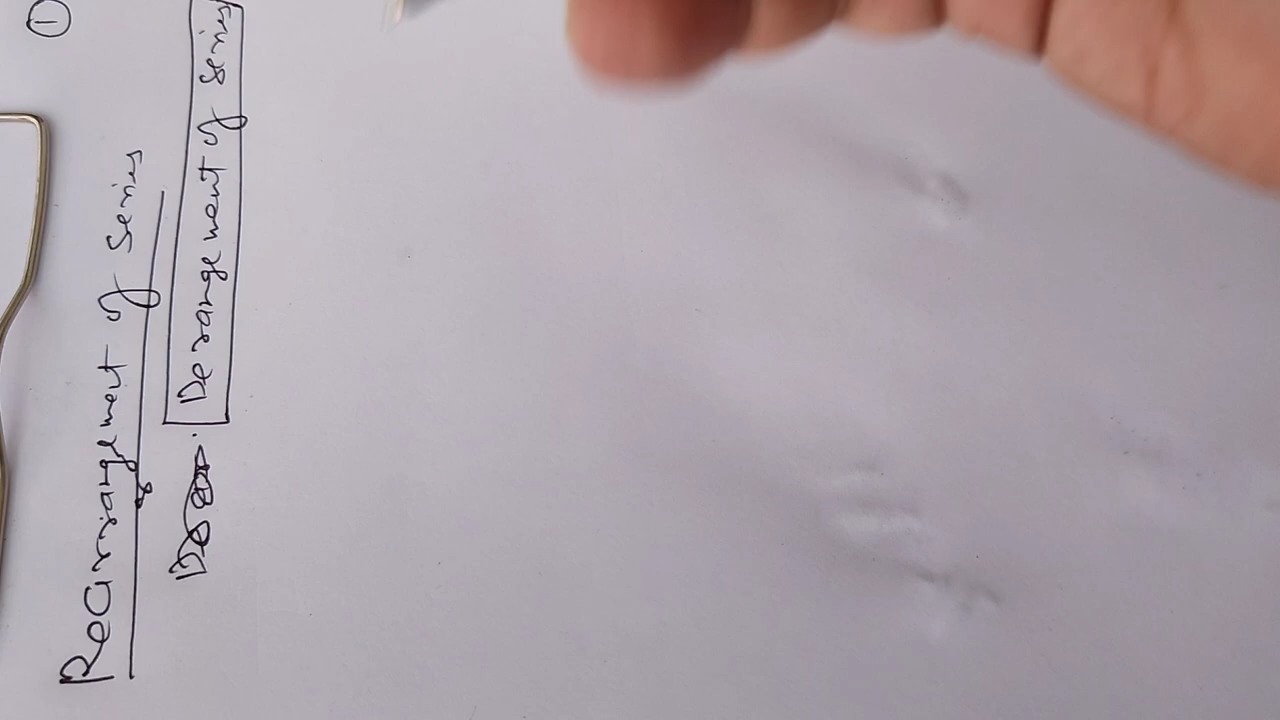 ①
Rearrangement of series
Derangement of series